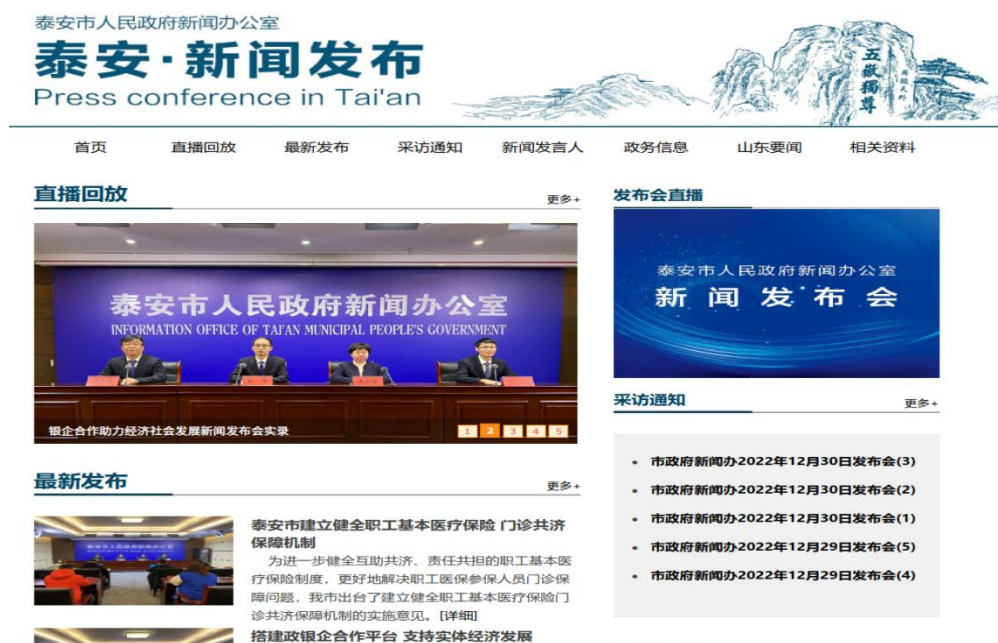 泰安市人民政府新闻办公室
泰安·新闻发布
Press conference in Tai'an
五嶽獨尊
首页 直播回放 最新发布 采访通知 新闻发言人 政务信息 山东要闻 相关资料
直播回放 更多+
泰安市人民政府新闻办公室
INFORMATION OFFICE OF TAI'AN MUNICIPAL PEOPLE'S GOVERNMENT
银企合作助力经济社会发展新闻发布会实录
1 2 3 4 5
发布会直播
泰安市人民政府新闻办公室
新闻发布会
采访通知 更多+
市政府新闻办2022年12月30日发布会(3)
市政府新闻办2022年12月30日发布会(2)
市政府新闻办2022年12月30日发布会(1)
市政府新闻办2022年12月29日发布会(5)
市政府新闻办2022年12月29日发布会(4)
最新发布 更多+
泰安市人民政府新闻办公室
泰安市建立健全职工基本医疗保险 门诊共济
保障机制
为进一步健全互助共济、责任共担的职工基本医
疗保险制度，更好地解决职工医保参保人员门诊保
障问题，我市出台了建立健全职工基本医疗保险门
诊共济保障机制的实施意见。[详细]
搭建政银企合作平台 支持实体经济发展